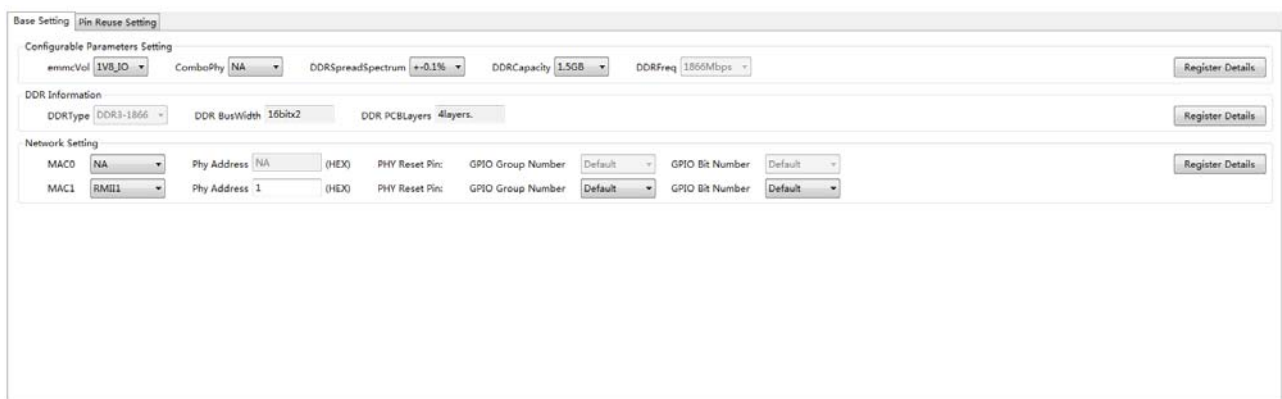 Base Setting Pin Reuse Setting
Configurable Parameters Setting
emmcVol 1V8_IO ComboPhy NA DDRSpreadSpectrum +-0.1% DDRCapacity 1.5GB DDRFreq 1866Mbps Register Details
DDR Information
DDRType DDR3-1866 DDR BusWidth 16bitx2 DDR PCBLayers 4layers. Register Details
Network Setting
MAC0 NA Phy Address NA (HEX) PHY Reset Pin: GPIO Group Number Default GPIO Bit Number Default Register Details
MAC1 RMII1 Phy Address 1 (HEX) PHY Reset Pin: GPIO Group Number Default GPIO Bit Number Default